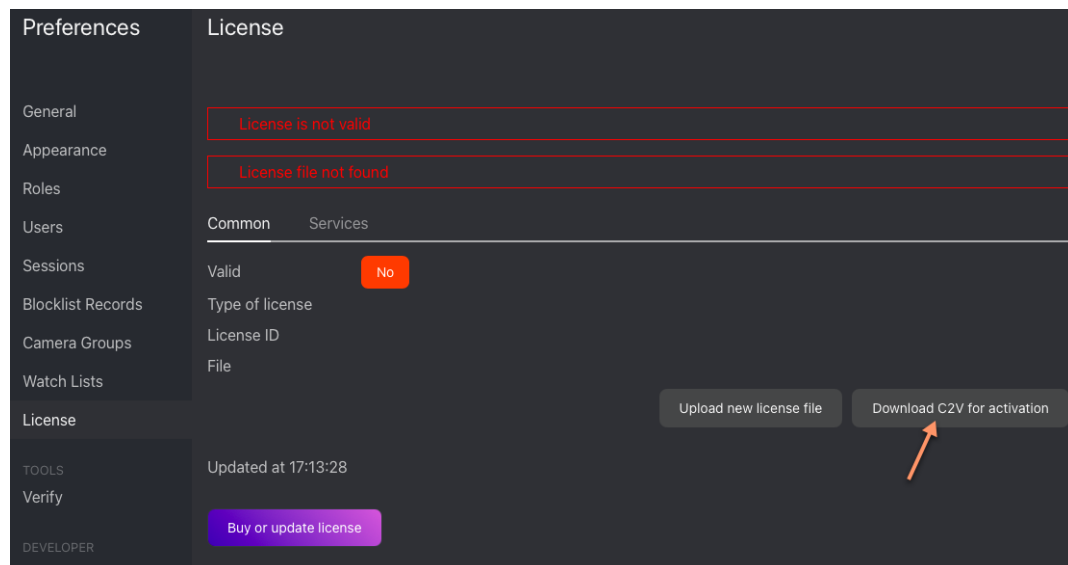 Preferences
License
General
Appearance
Roles
Users
Sessions
Blocklist Records
Camera Groups
Watch Lists
License
TOOLS
Verify
DEVELOPER
License is not valid
License file not found
Common Services
Valid No
Type of license
License ID
File
Upload new license file Download C2V for activation
Updated at 17:13:28
Buy or update license